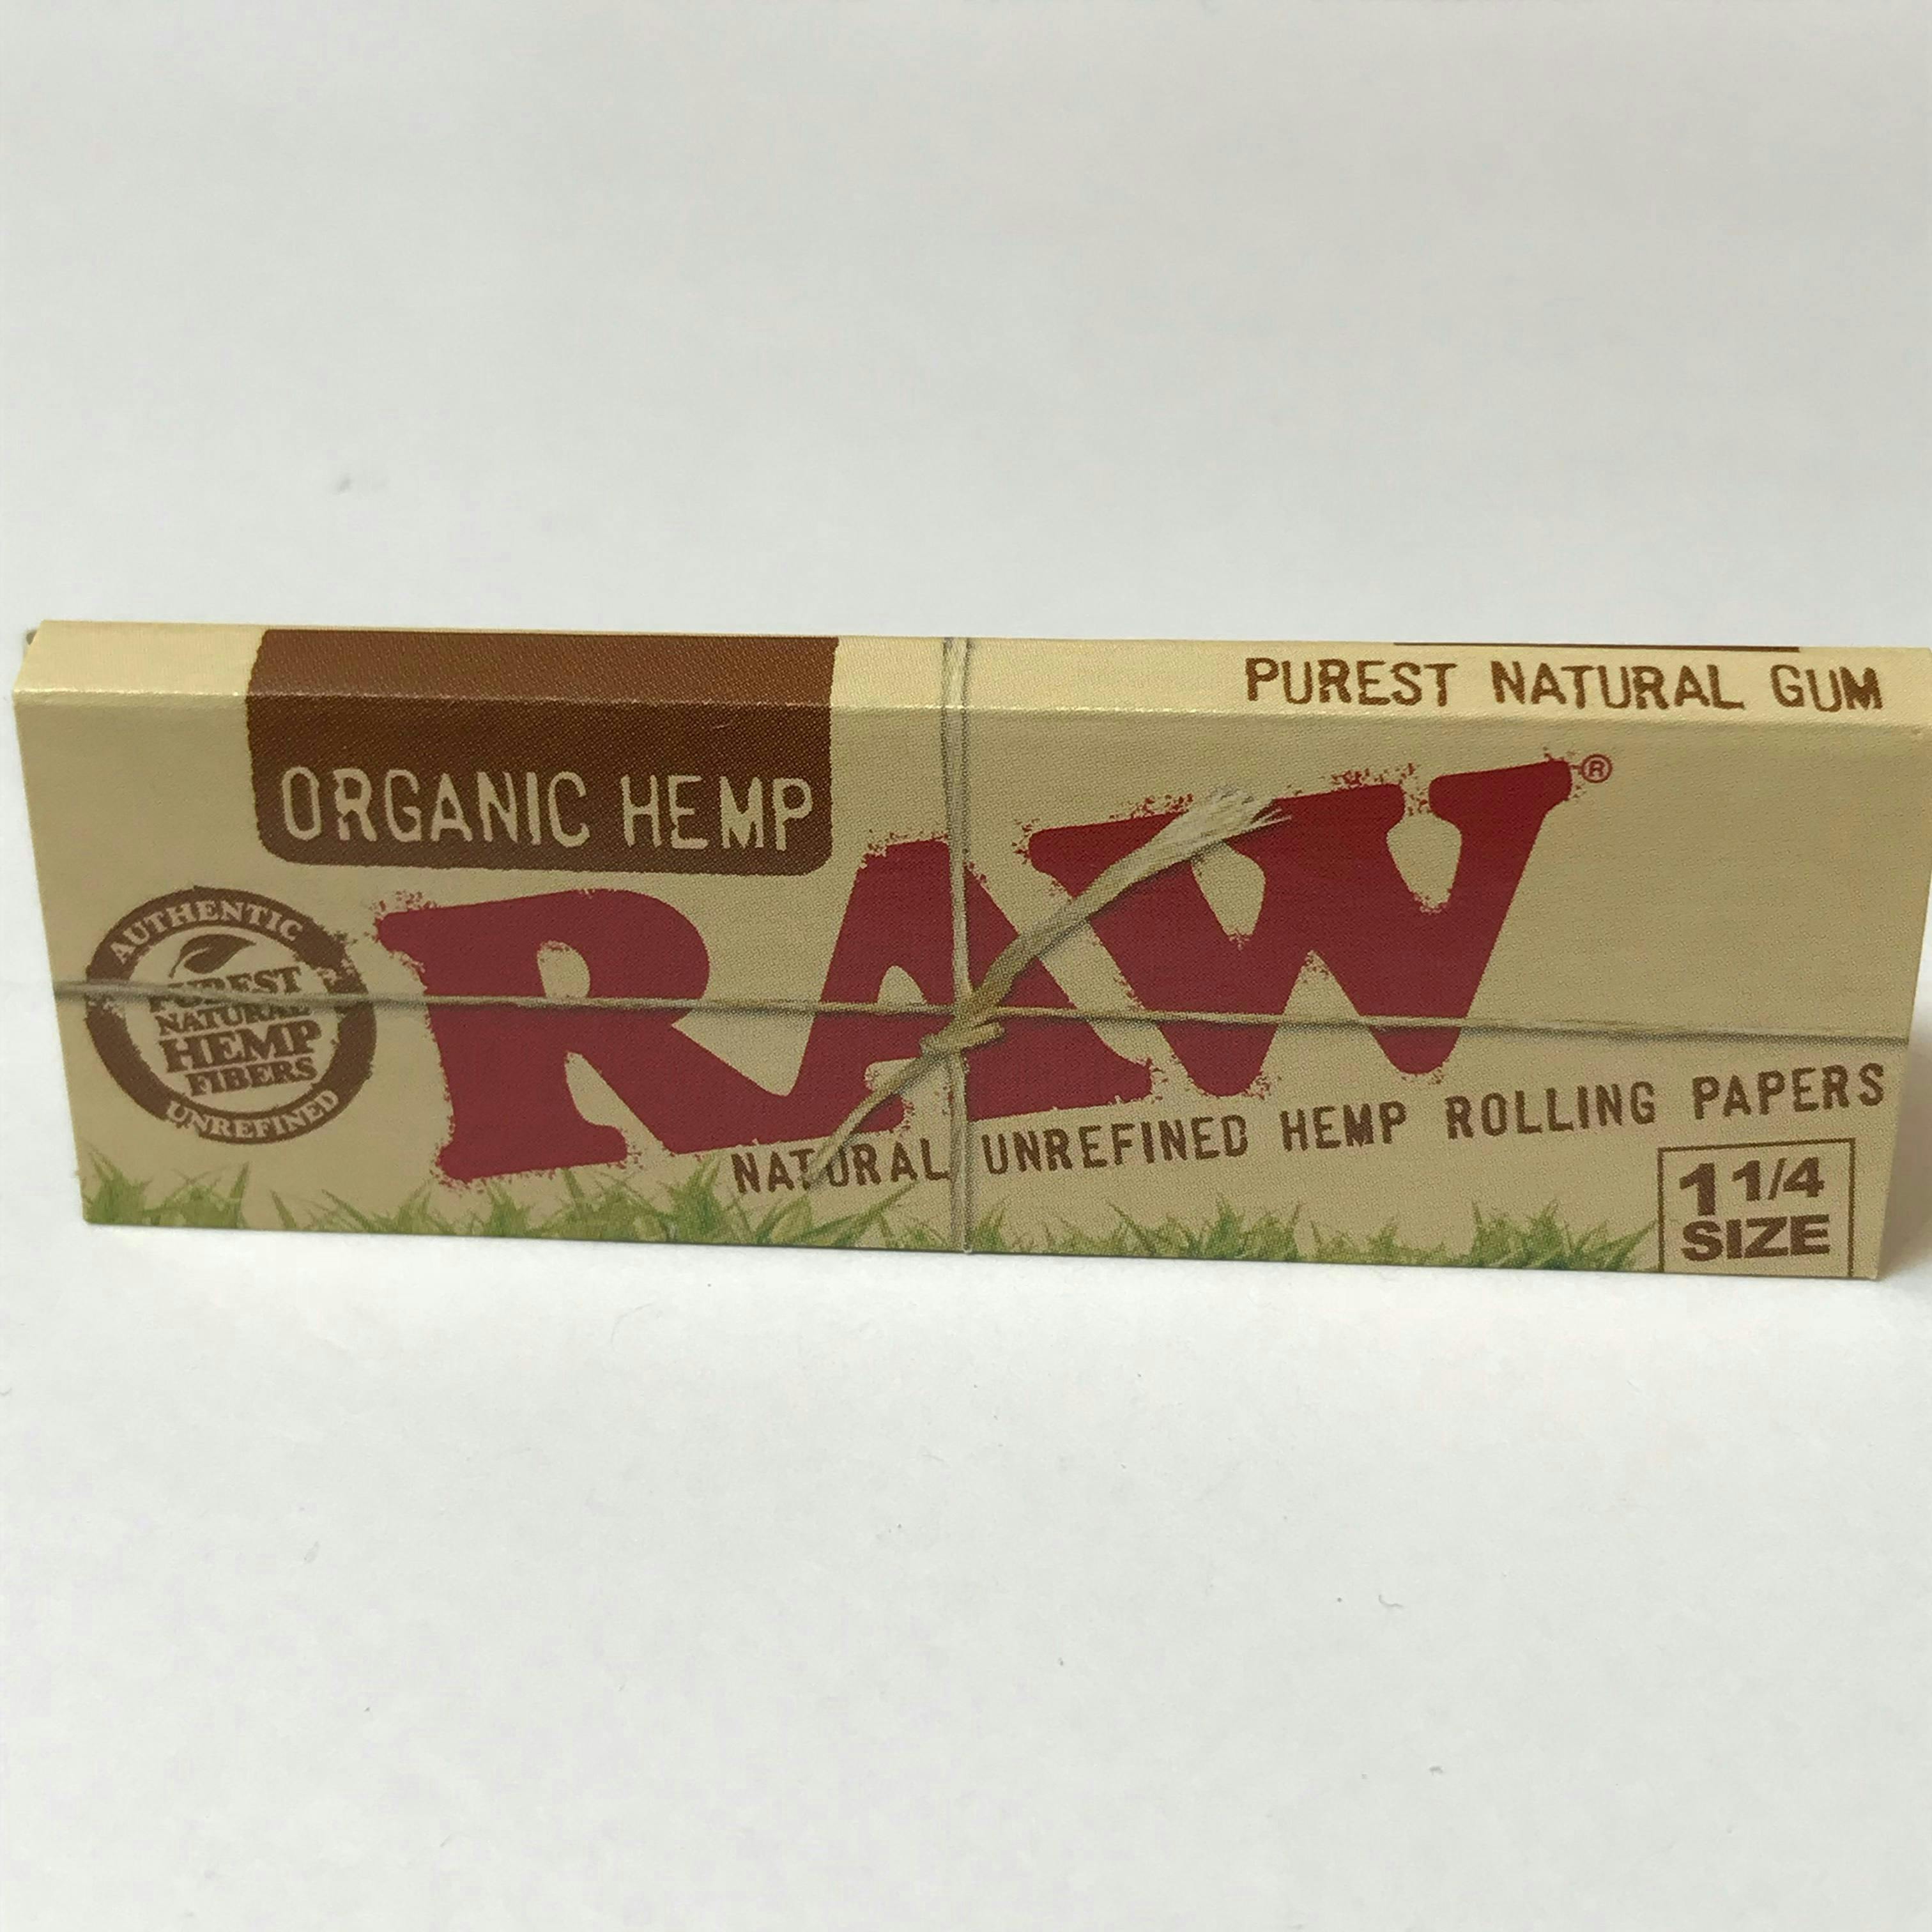 PUREST NATURAL GUM
ORGANIC HEMP
RAW®
AUTHENTIC
PUREST
NATURAL
HEMP
FIBERS
UNREFINED
NATURAL UNREFINED HEMP ROLLING PAPERS
1 1/4
SIZE